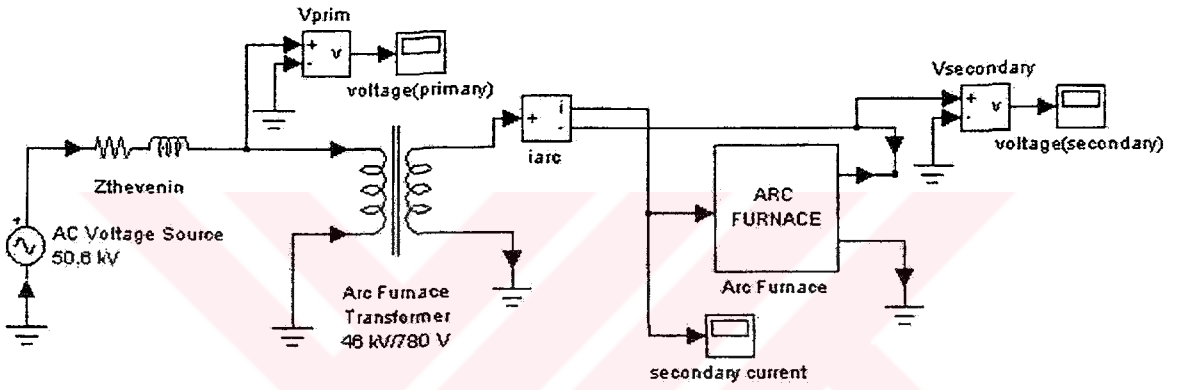 Vprim
+
-
v
voltage(primary)
Zthevenin
+
AC Voltage Source
50,6 kV
Arc Furnace
Transformer
46 kV/780 V
+
i
-
iarc
ARC
FURNACE
Arc Furnace
Vsecondary
+
-
v
voltage(secondary)
secondary current